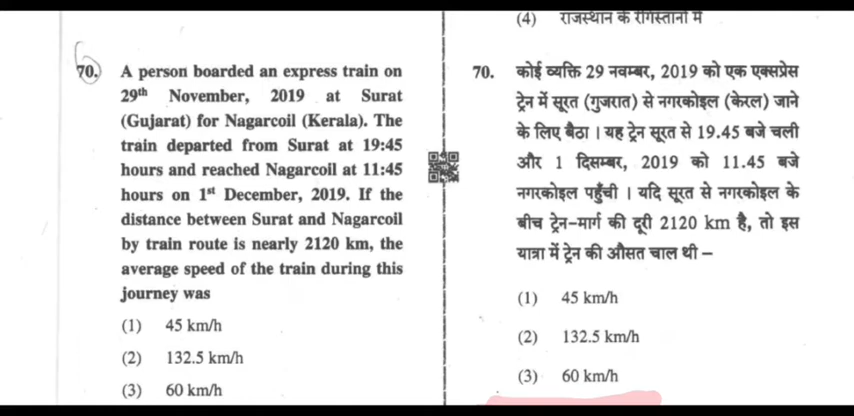 70. A person boarded an express train on
29th November, 2019 at Surat
(Gujarat) for Nagarcoil (Kerala). The
train departed from Surat at 19:45
hours and reached Nagarcoil at 11:45
hours on 1st December, 2019. If the
distance between Surat and Nagarcoil
by train route is nearly 2120 km, the
average speed of the train during this
journey was
(1) 45 km/h
(2) 132.5 km/h
(3) 60 km/h
(4) राजस्थान के रेगिस्तानों में
70. कोई व्यक्ति 29 नवम्बर, 2019 को एक एक्सप्रेस
ट्रेन में सूरत (गुजरात) से नगरकोइल (केरल) जाने
के लिए बैठा । यह ट्रेन सूरत से 19.45 बजे चली
और 1 दिसम्बर, 2019 को 11.45 बजे
नगरकोइल पहुँची । यदि सूरत से नगरकोइल के
बीच ट्रेन-मार्ग की दूरी 2120 km है, तो इस
यात्रा में ट्रेन की औसत चाल थी –
(1) 45 km/h
(2) 132.5 km/h
(3) 60 km/h